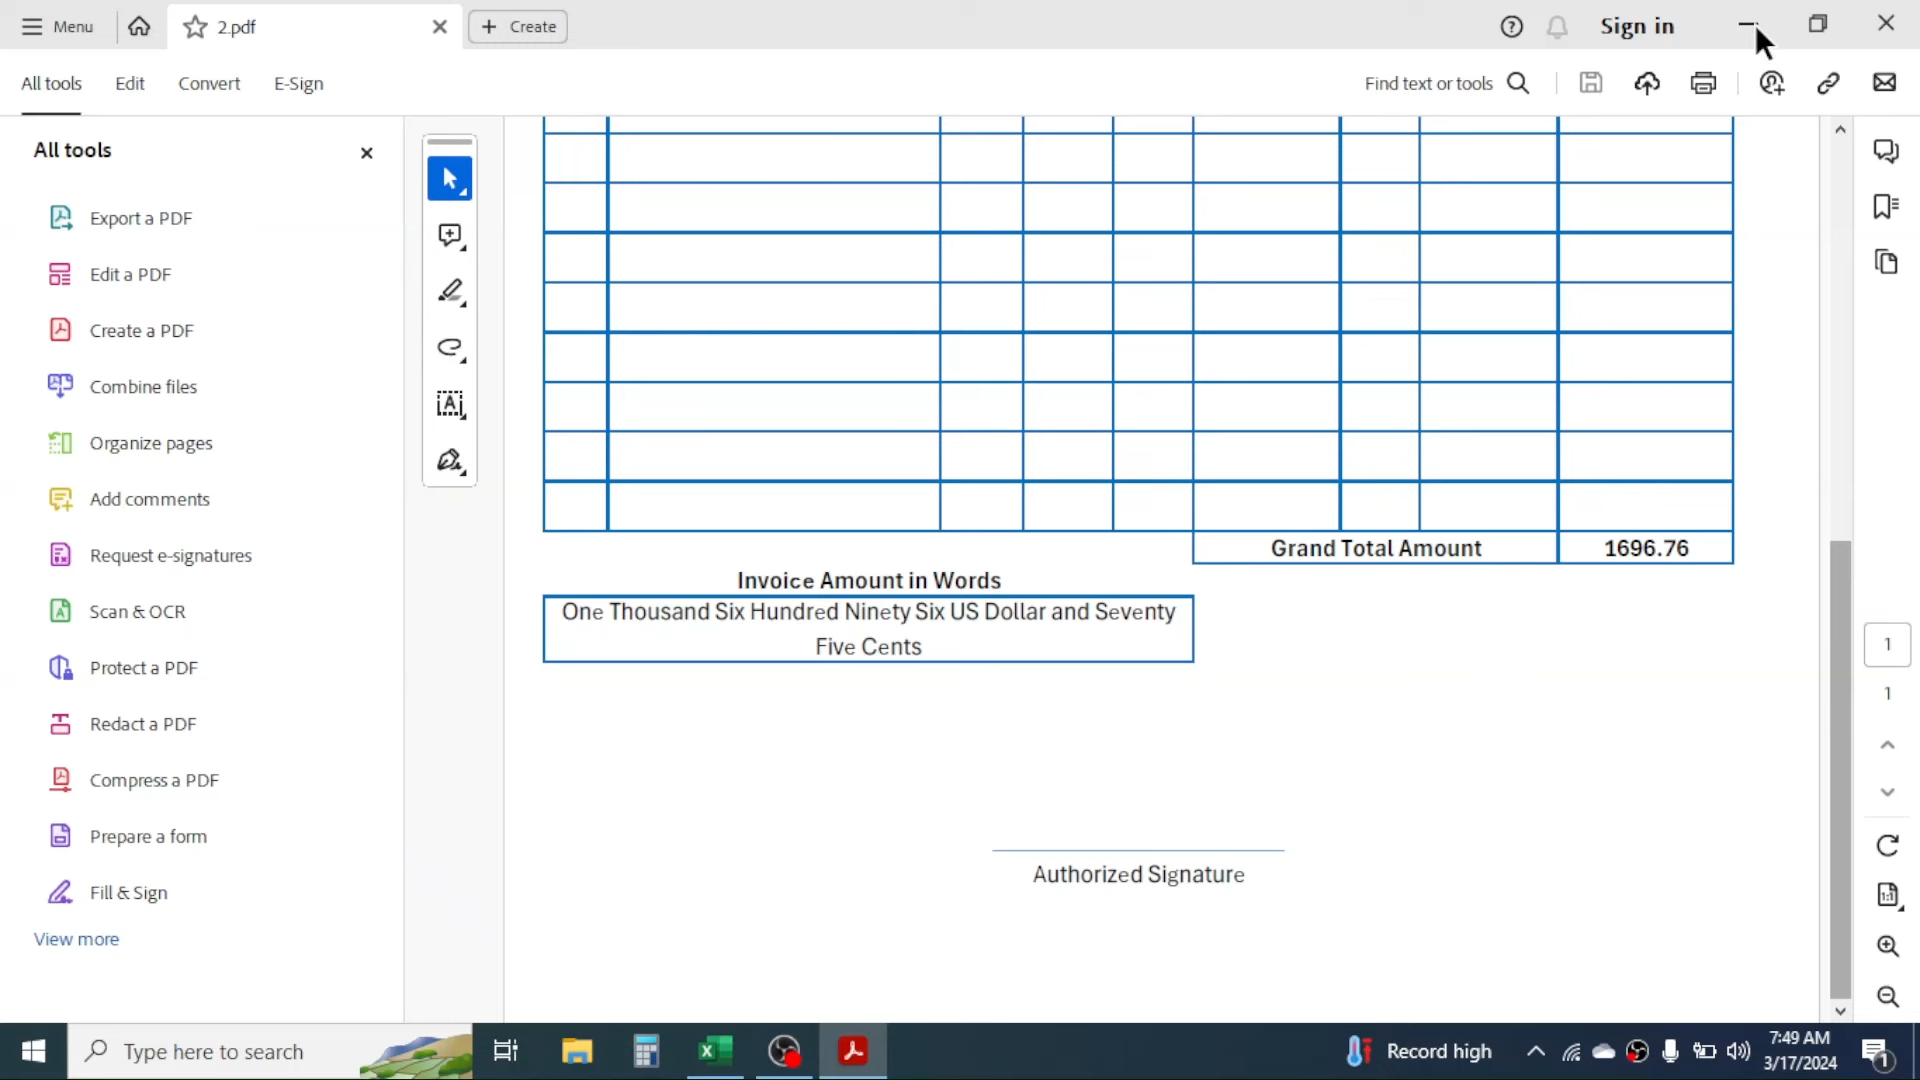 Menu
2.pdf
Create
Sign in
All tools
Edit
Convert
E-Sign
Find text or tools
All tools
Export a PDF
Edit a PDF
Create a PDF
Combine files
Organize pages
Add comments
Request e-signatures
Scan & OCR
Protect a PDF
Redact a PDF
Compress a PDF
Prepare a form
Fill & Sign
View more
Grand Total Amount 1696.76
Invoice Amount in Words
One Thousand Six Hundred Ninety Six US Dollar and Seventy
Five Cents
Authorized Signature
1
1
1:1
Type here to search
Record high
7:49 AM
3/17/2024
1